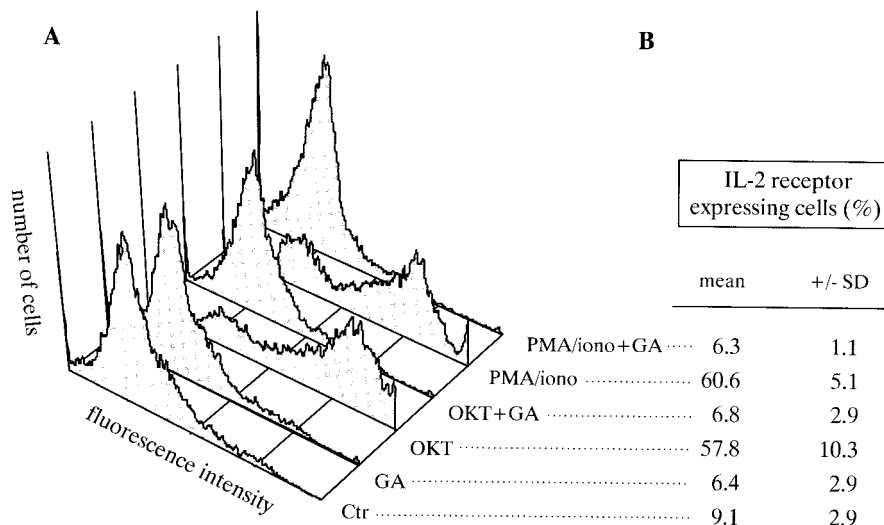 A
B
number of cells
fluorescence intensity
IL-2 receptor
expressing cells (%)
mean +/- SD
PMA/iono+GA ..... 6.3 1.1
PMA/iono ............... 60.6 5.1
OKT+GA ............... 6.8 2.9
OKT ........................ 57.8 10.3
GA ............................... 6.4 2.9
Ctr ...................................... 9.1 2.9